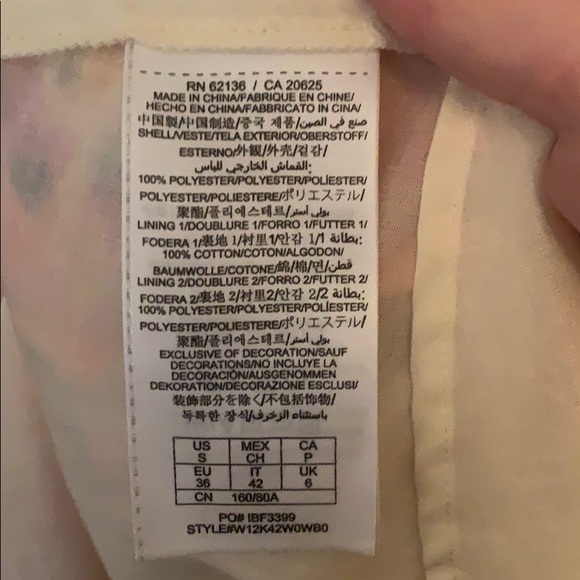 RN 62136 / CA 20625
MADE IN CHINA/FABRIQUE EN CHINE/
HECHO EN CHINA/FABBRICATO IN CINA/
中国製/中国制造/중국 제품/صنع في الصين
SHELL/VESTE/TELA EXTERIOR/OBERSTOFF/
ESTERNO/外観/外壳/겉감/
القماش الخارجي للباس:
100% POLYESTER/POLYESTER/POLIÉSTER/
POLYESTER/POLIESTERE/ポリエステル/
聚酯/폴리에스테르/بولي أستر
LINING 1/DOUBLURE 1/FORRO 1/FUTTER 1/
FODERA 1/裏地 1/衬里1/안감 1/بطانة 1:
100% COTTON/COTON/ALGODON/
BAUMWOLLE/COTONE/綿/棉/면/قطن
LINING 2/DOUBLURE 2/FORRO 2/FUTTER 2/
FODERA 2/裏地 2/衬里2/안감 2/بطانة 2:
100% POLYESTER/POLYESTER/POLIÉSTER/
POLYESTER/POLIESTERE/ポリエステル/
聚酯/폴리에스테르/بولي أستر
EXCLUSIVE OF DECORATION/SAUF
DECORATIONS/NO INCLUYE LA
DECORACIÓN/AUSGENOMMEN
DEKORATION/DECORAZIONE ESCLUSI/
装飾部分を除く/不包括饰物/
독특한 장식/باستثناء الزخرف
US MEX CA
S CH P
EU IT UK
36 42 6
CN 160/80A
PO# IBF3399
STYLE#W12K42W0WB0